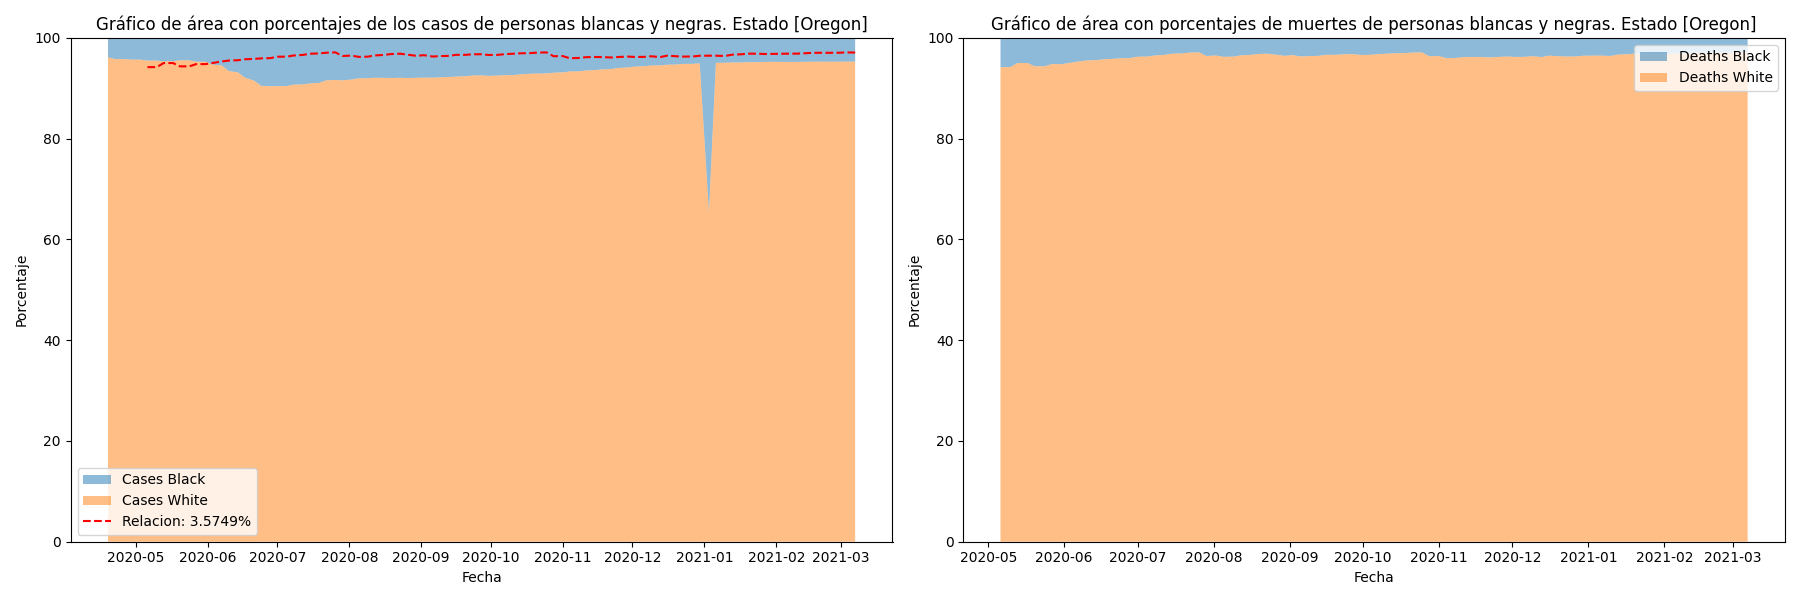 Gráfico de área con porcentajes de los casos de personas blancas y negras. Estado [Oregon]
Porcentaje
100
80
60
40
20
0
Cases Black
Cases White
Relacion: 3.5749%
2020-05 2020-06 2020-07 2020-08 2020-09 2020-10 2020-11 2020-12 2021-01 2021-02 2021-03
Fecha
Gráfico de área con porcentajes de muertes de personas blancas y negras. Estado [Oregon]
Porcentaje
100
80
60
40
20
0
Deaths Black
Deaths White
2020-05 2020-06 2020-07 2020-08 2020-09 2020-10 2020-11 2020-12 2021-01 2021-02 2021-03
Fecha